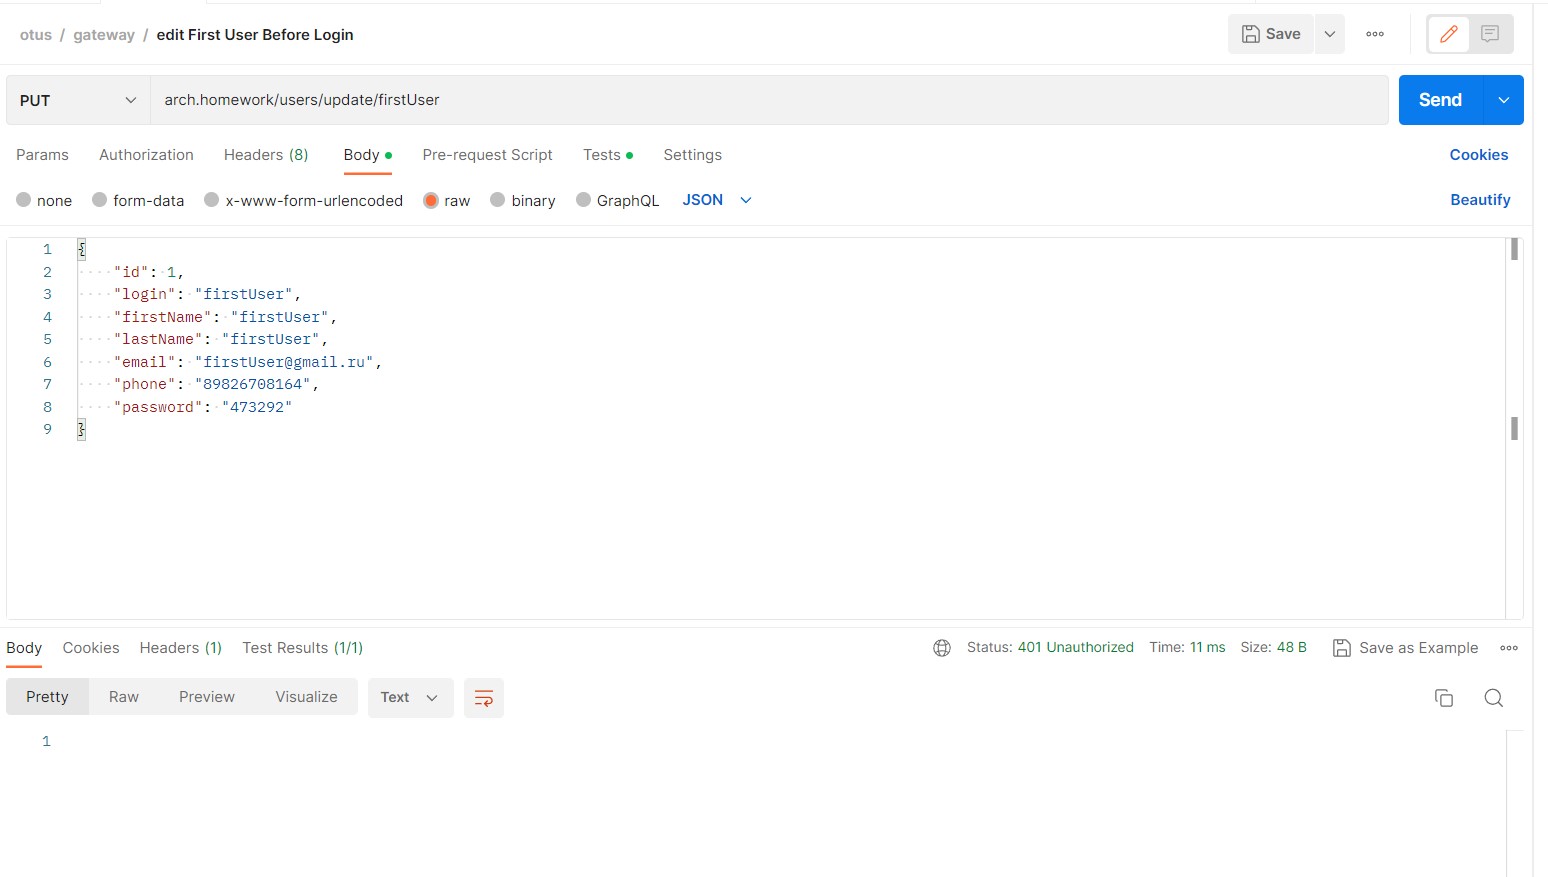 otus / gateway / edit First User Before Login
Save
PUT
arch.homework/users/update/firstUser
Send
Params Authorization Headers (8) Body Pre-request Script Tests Settings Cookies
none form-data x-www-form-urlencoded raw binary GraphQL JSON Beautify
1 {
2 "id": 1,
3 "login": "firstUser",
4 "firstName": "firstUser",
5 "lastName": "firstUser",
6 "email": "firstUser@gmail.ru",
7 "phone": "89826708164",
8 "password": "473292"
9 }
Body Cookies Headers (1) Test Results (1/1) Status: 401 Unauthorized Time: 11 ms Size: 48 B Save as Example
Pretty Raw Preview Visualize Text
1